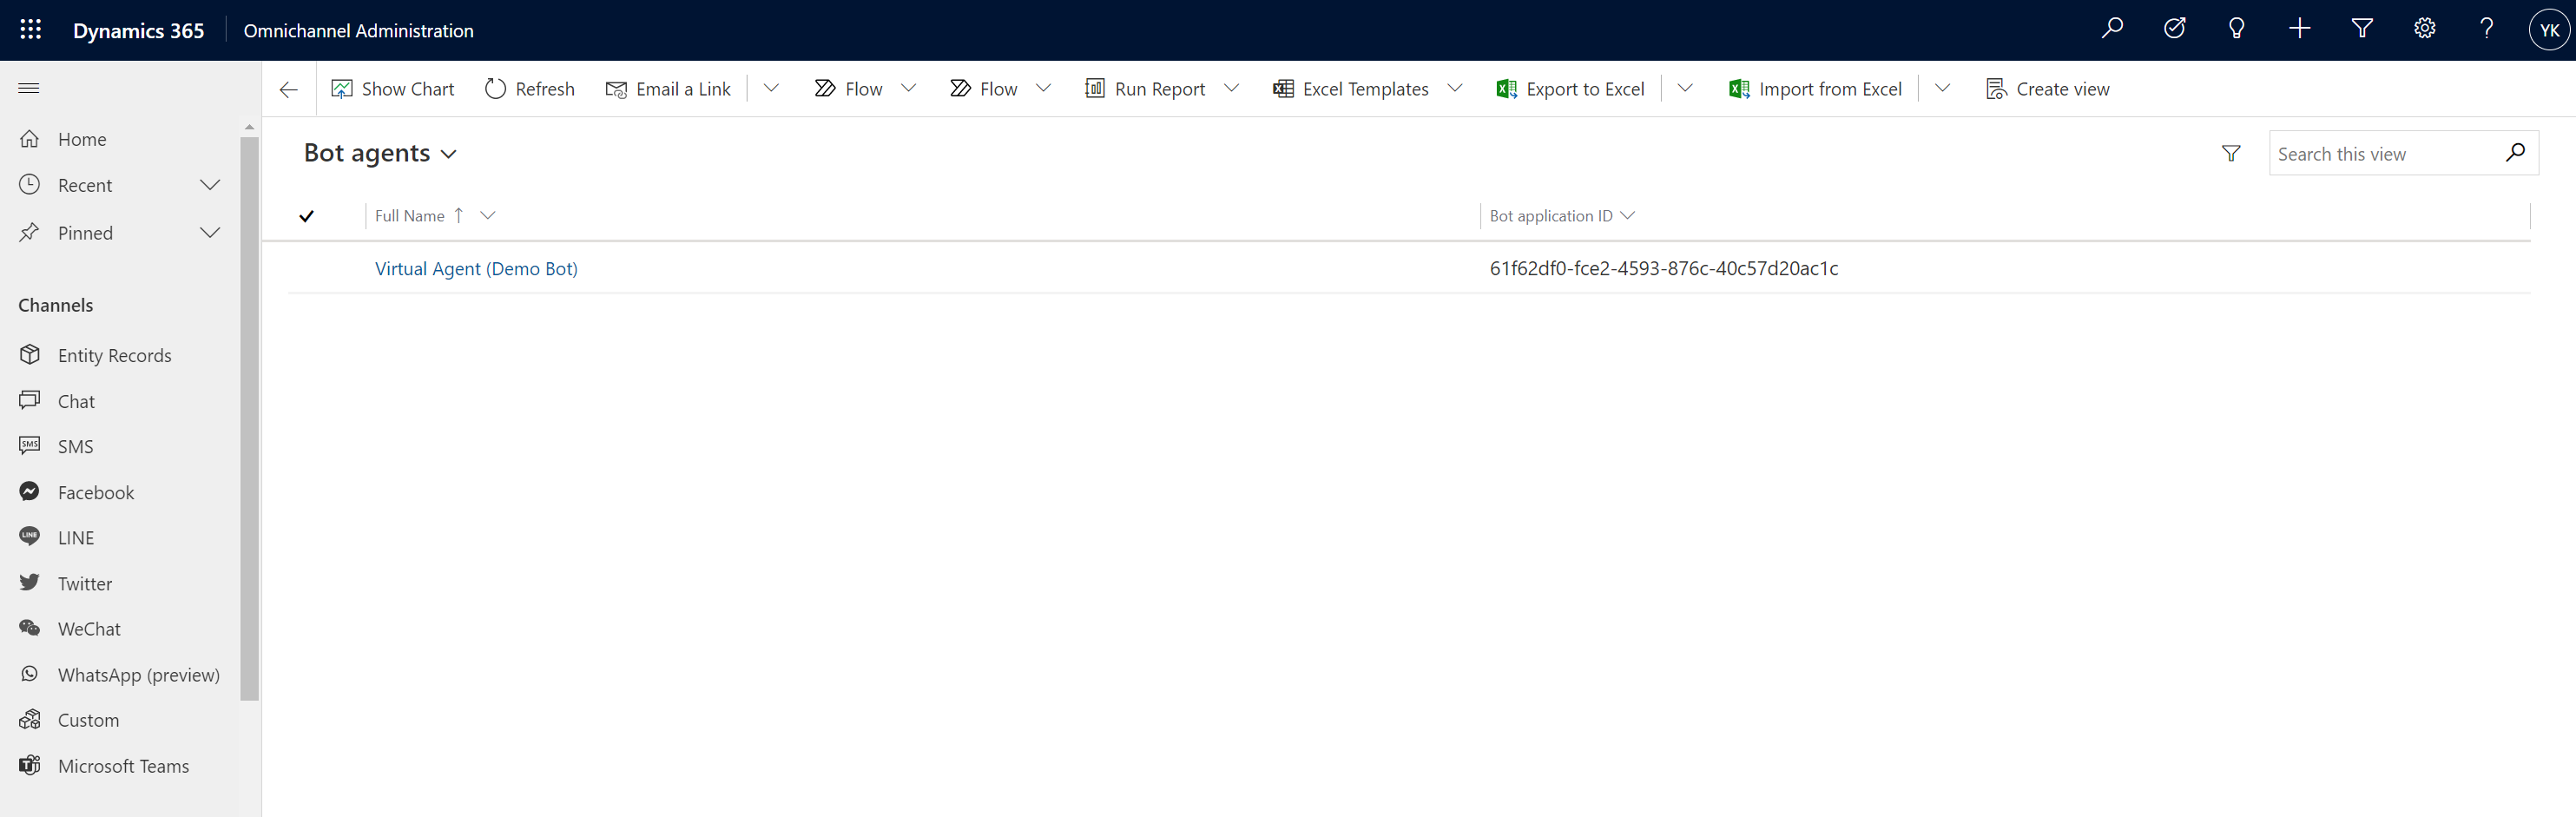 Dynamics 365 Omnichannel Administration YK
Show Chart Refresh Email a Link Flow Flow Run Report Excel Templates Export to Excel Import from Excel Create view
Home
Recent
Pinned
Channels
Entity Records
Chat
SMS SMS
Facebook
LINE LINE
Twitter
WeChat
WhatsApp (preview)
Custom
Microsoft Teams
Bot agents Search this view
Full Name Bot application ID
Virtual Agent (Demo Bot) 61f62df0-fce2-4593-876c-40c57d20ac1c